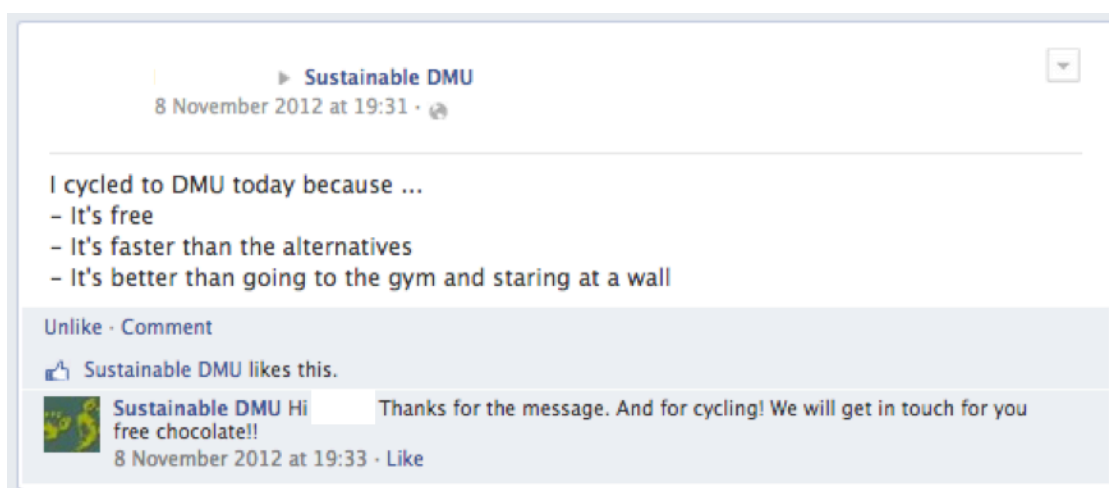 Sustainable DMU
8 November 2012 at 19:31 ·
I cycled to DMU today because ...
– It's free
– It's faster than the alternatives
– It's better than going to the gym and staring at a wall
Unlike · Comment
Sustainable DMU likes this.
Sustainable DMU Hi Thanks for the message. And for cycling! We will get in touch for you
free chocolate!!
8 November 2012 at 19:33 · Like